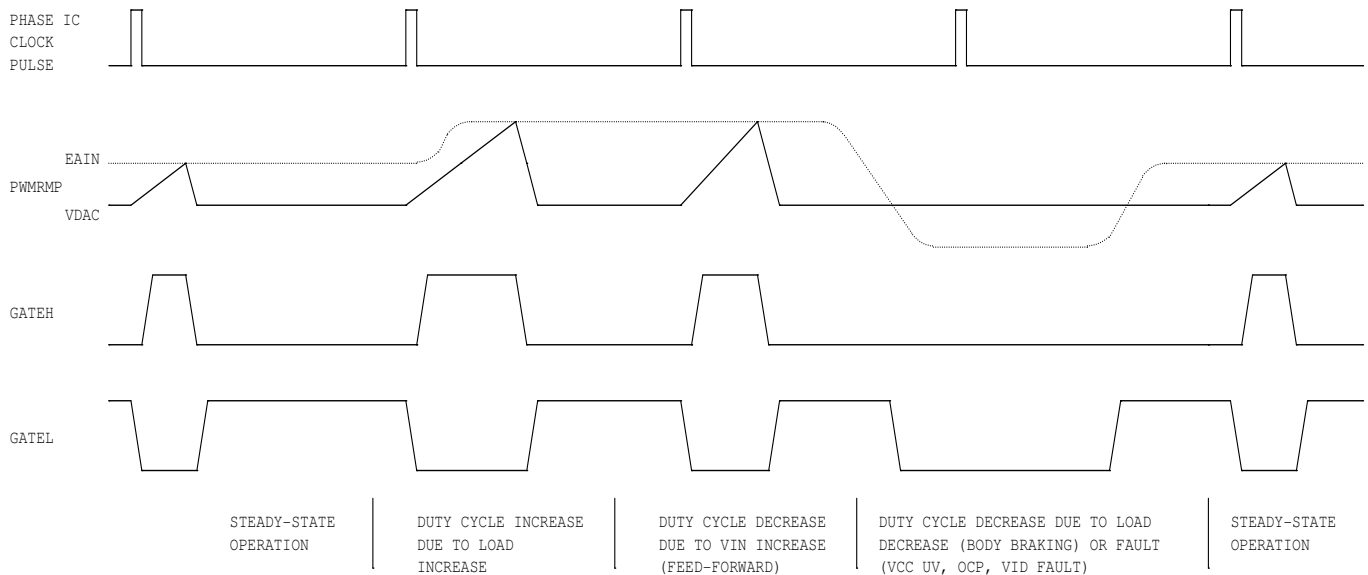 PHASE IC
CLOCK
PULSE
EAIN
PWMRMP
VDAC
GATEH
GATEL
STEADY-STATE
OPERATION
DUTY CYCLE INCREASE
DUE TO LOAD
INCREASE
DUTY CYCLE DECREASE
DUE TO VIN INCREASE
(FEED-FORWARD)
DUTY CYCLE DECREASE DUE TO LOAD
DECREASE (BODY BRAKING) OR FAULT
(VCC UV, OCP, VID FAULT)
STEADY-STATE
OPERATION